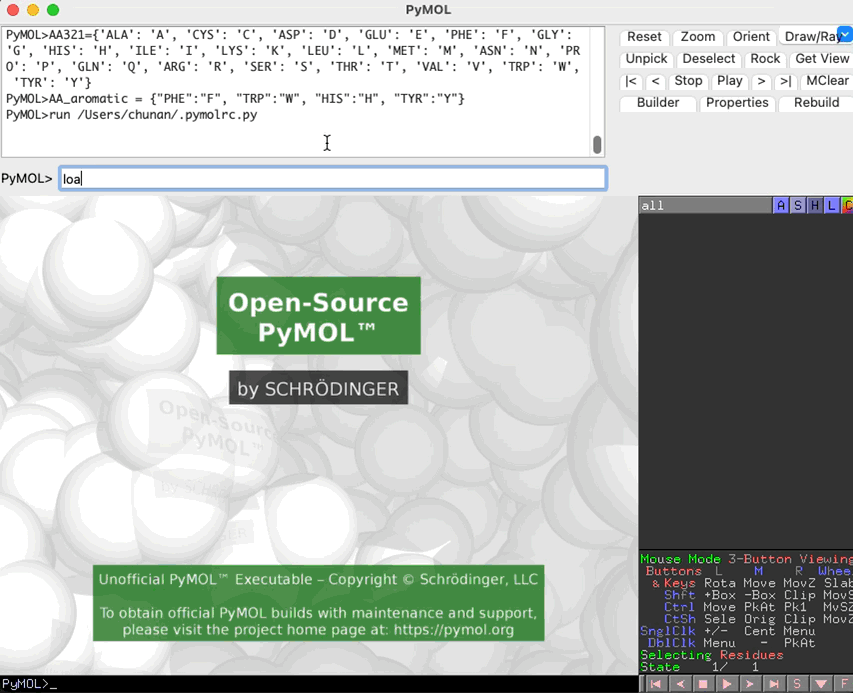 PyMOL
PyMOL>AA321={'ALA': 'A', 'CYS': 'C', 'ASP': 'D', 'GLU': 'E', 'PHE': 'F', 'GLY':
'G', 'HIS': 'H', 'ILE': 'I', 'LYS': 'K', 'LEU': 'L', 'MET': 'M', 'ASN': 'N', 'PR
O': 'P', 'GLN': 'Q', 'ARG': 'R', 'SER': 'S', 'THR': 'T', 'VAL': 'V', 'TRP': 'W',
'TYR': 'Y'}
PyMOL>AA_aromatic = {"PHE":"F", "TRP":"W", "HIS":"H", "TYR":"Y"}
PyMOL>run /Users/chunan/.pymolrc.py
Reset Zoom Orient Draw/Ray
Unpick Deselect Rock Get View
|< < Stop Play > >| MClear
Builder Properties Rebuild
PyMOL> loa
all A S H L C
Open-Source
PyMOL™
by SCHRÖDINGER
Open-Source
PyMOL™
Unofficial PyMOL™ Executable – Copyright © Schrödinger, LLC
To obtain official PyMOL builds with maintenance and support,
please visit the project home page at: https://pymol.org
Mouse Mode 3-Button Viewing
Buttons L M R Whee
& Keys Rota Move MovZ Slab
Shft +Box -Box Clip MovS
Ctrl Move PkAt Pk1 MvSZ
CtSh Sele Orig Clip MovZ
SnglClk +/- Cent Menu
DblClk Menu - PkAt
Selecting Residues
State 1/ 1
PyMOL>_
S F